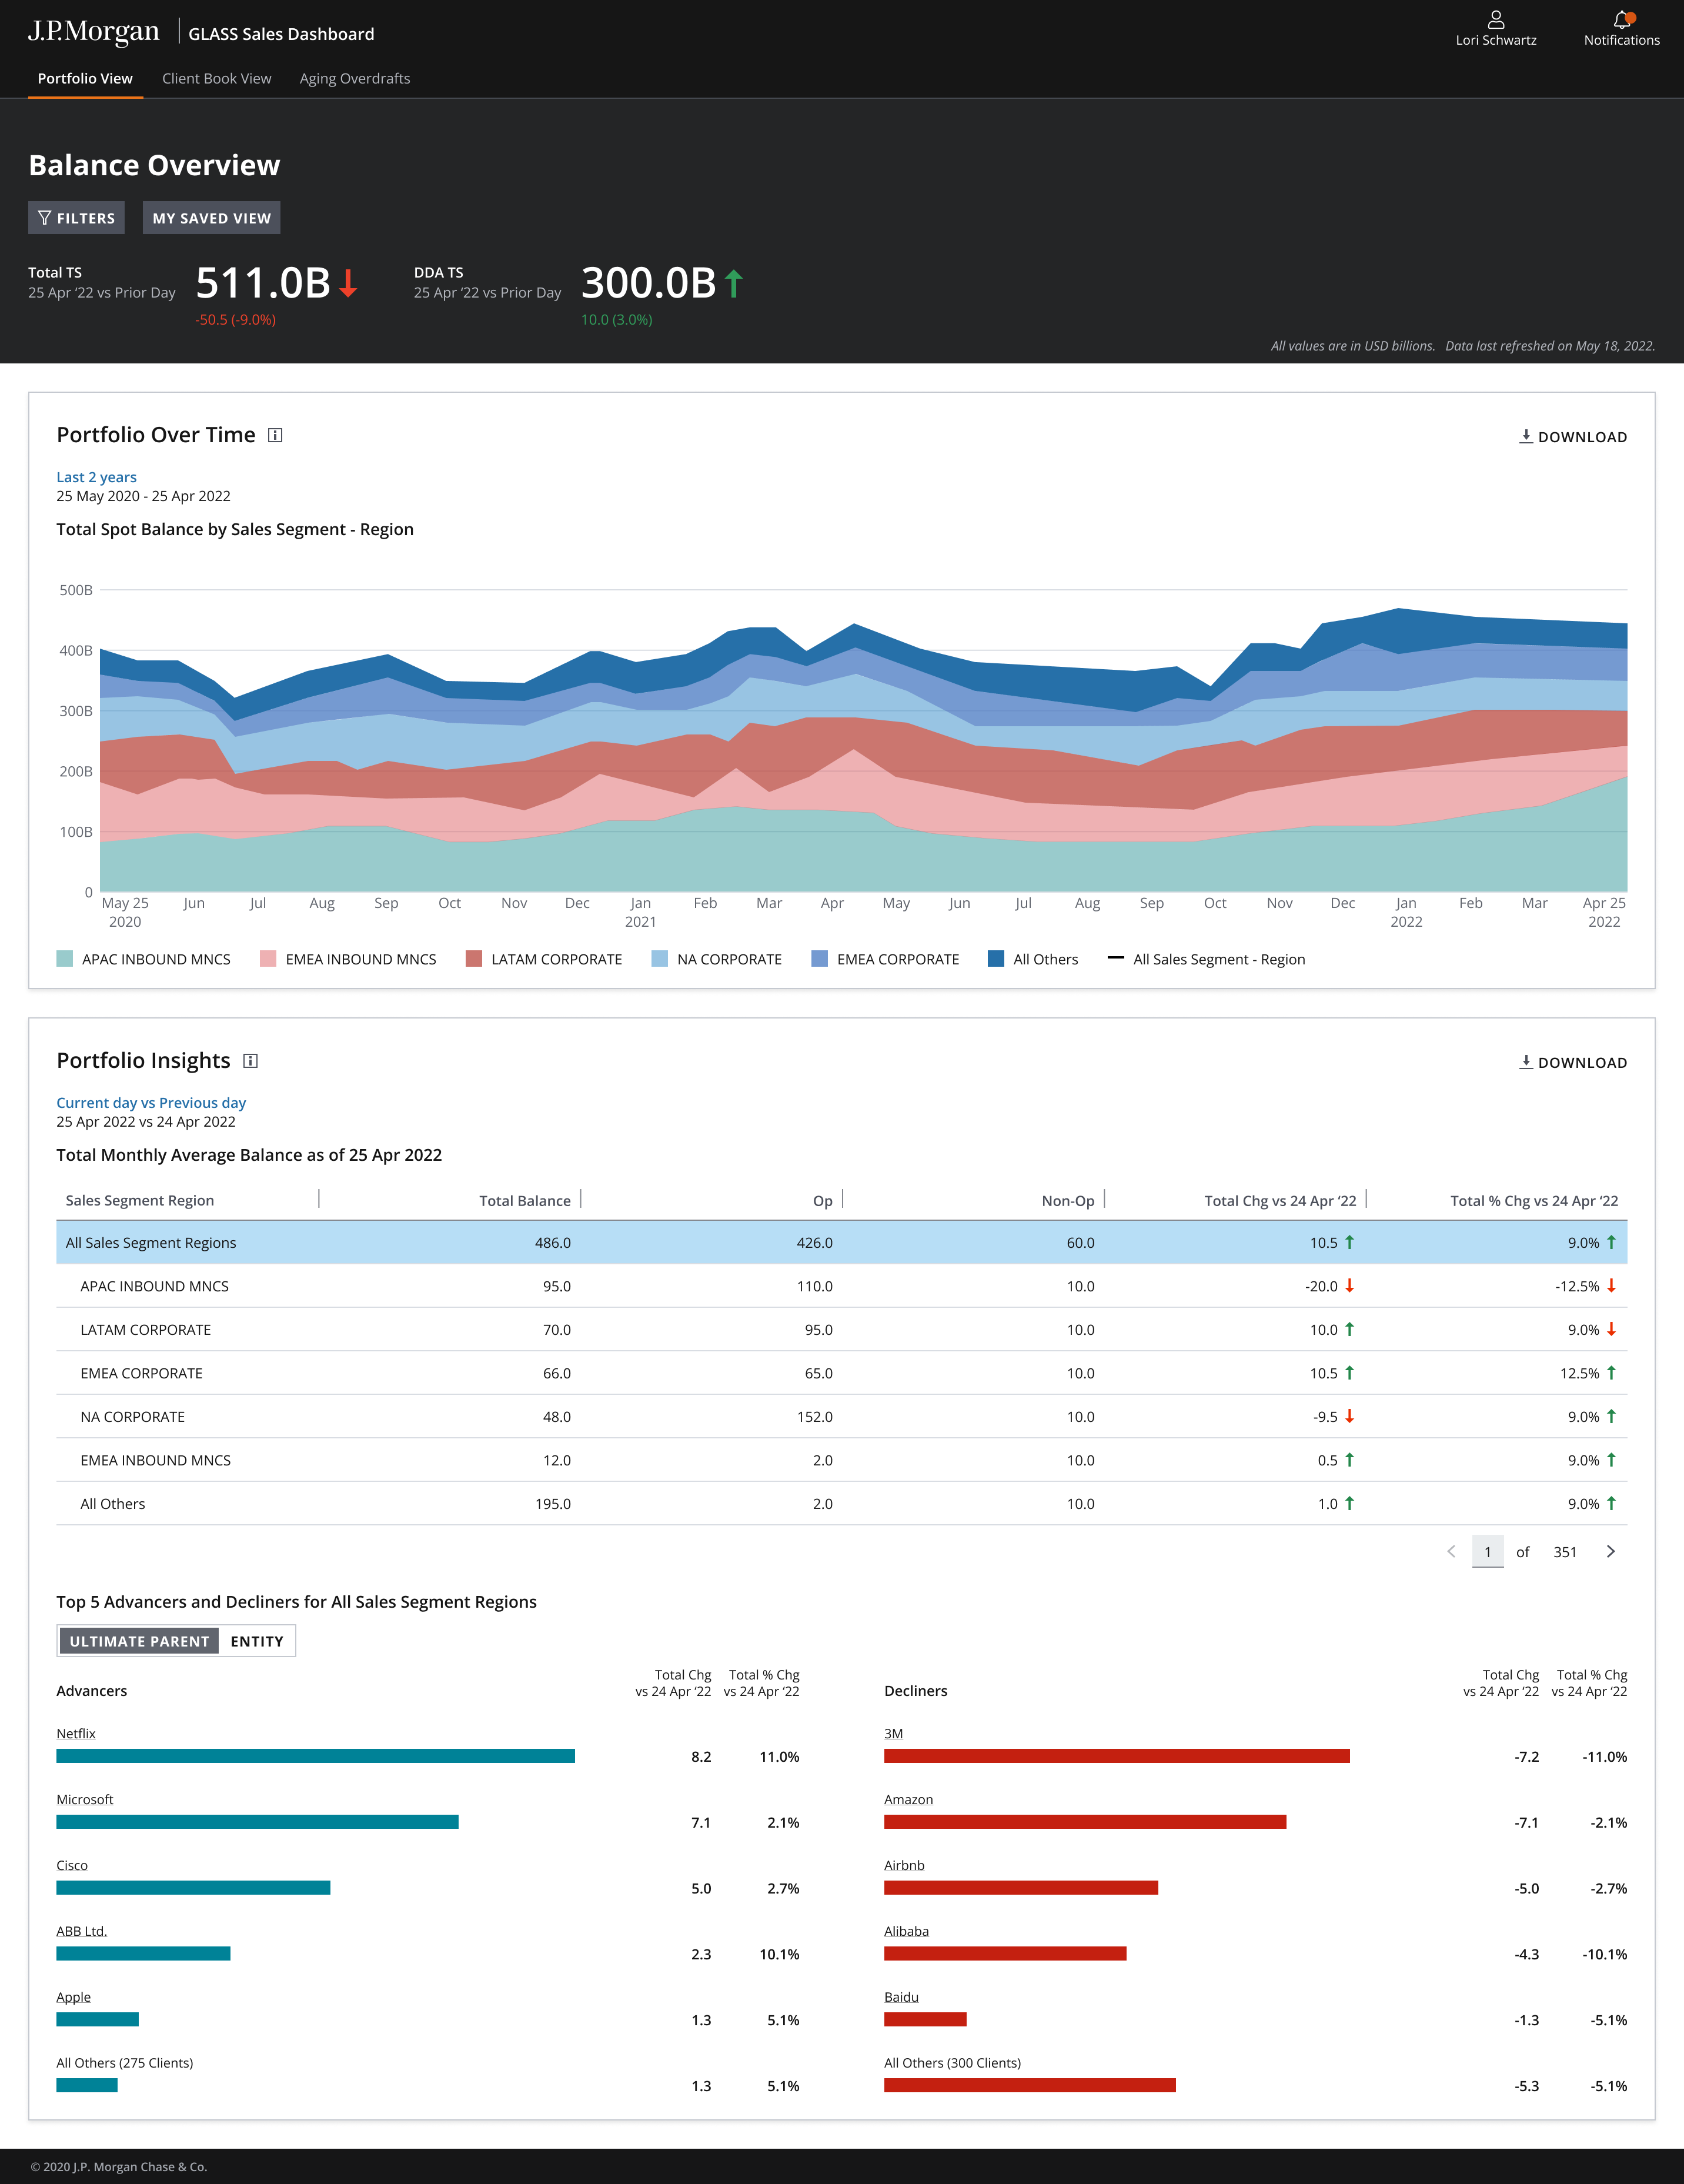 J.P.Morgan
GLASS Sales Dashboard
Lori Schwartz
Notifications
Portfolio View
Client Book View
Aging Overdrafts
Balance Overview
FILTERS
MY SAVED VIEW
Total TS
25 Apr ‘22 vs Prior Day
511.0B
-50.5 (-9.0%)
DDA TS
25 Apr ‘22 vs Prior Day
300.0B
10.0 (3.0%)
All values are in USD billions. Data last refreshed on May 18, 2022.
Portfolio Over Time
DOWNLOAD
Last 2 years
25 May 2020 - 25 Apr 2022
Total Spot Balance by Sales Segment - Region
500B
400B
300B
200B
100B
0
May 25 Jun Jul Aug Sep Oct Nov Dec Jan Feb Mar Apr May Jun Jul Aug Sep Oct Nov Dec Jan Feb Mar Apr 25
2020 2021 2022 2022
APAC INBOUND MNCS EMEA INBOUND MNCS LATAM CORPORATE NA CORPORATE EMEA CORPORATE All Others All Sales Segment - Region
Portfolio Insights
DOWNLOAD
Current day vs Previous day
25 Apr 2022 vs 24 Apr 2022
Total Monthly Average Balance as of 25 Apr 2022
Sales Segment Region Total Balance Op Non-Op Total Chg vs 24 Apr ‘22 Total % Chg vs 24 Apr ‘22
All Sales Segment Regions 486.0 426.0 60.0 10.5 9.0%
APAC INBOUND MNCS 95.0 110.0 10.0 -20.0 -12.5%
LATAM CORPORATE 70.0 95.0 10.0 10.0 9.0%
EMEA CORPORATE 66.0 65.0 10.0 10.5 12.5%
NA CORPORATE 48.0 152.0 10.0 -9.5 9.0%
EMEA INBOUND MNCS 12.0 2.0 10.0 0.5 9.0%
All Others 195.0 2.0 10.0 1.0 9.0%
1 of 351
Top 5 Advancers and Decliners for All Sales Segment Regions
ULTIMATE PARENT ENTITY
Advancers
Total Chg
vs 24 Apr ‘22
Total % Chg
vs 24 Apr ‘22
Netflix
8.2 11.0%
Microsoft
7.1 2.1%
Cisco
5.0 2.7%
ABB Ltd.
2.3 10.1%
Apple
1.3 5.1%
All Others (275 Clients)
1.3 5.1%
Decliners
Total Chg
vs 24 Apr ‘22
Total % Chg
vs 24 Apr ‘22
3M
-7.2 -11.0%
Amazon
-7.1 -2.1%
Airbnb
-5.0 -2.7%
Alibaba
-4.3 -10.1%
Baidu
-1.3 -5.1%
All Others (300 Clients)
-5.3 -5.1%
© 2020 J.P. Morgan Chase & Co.